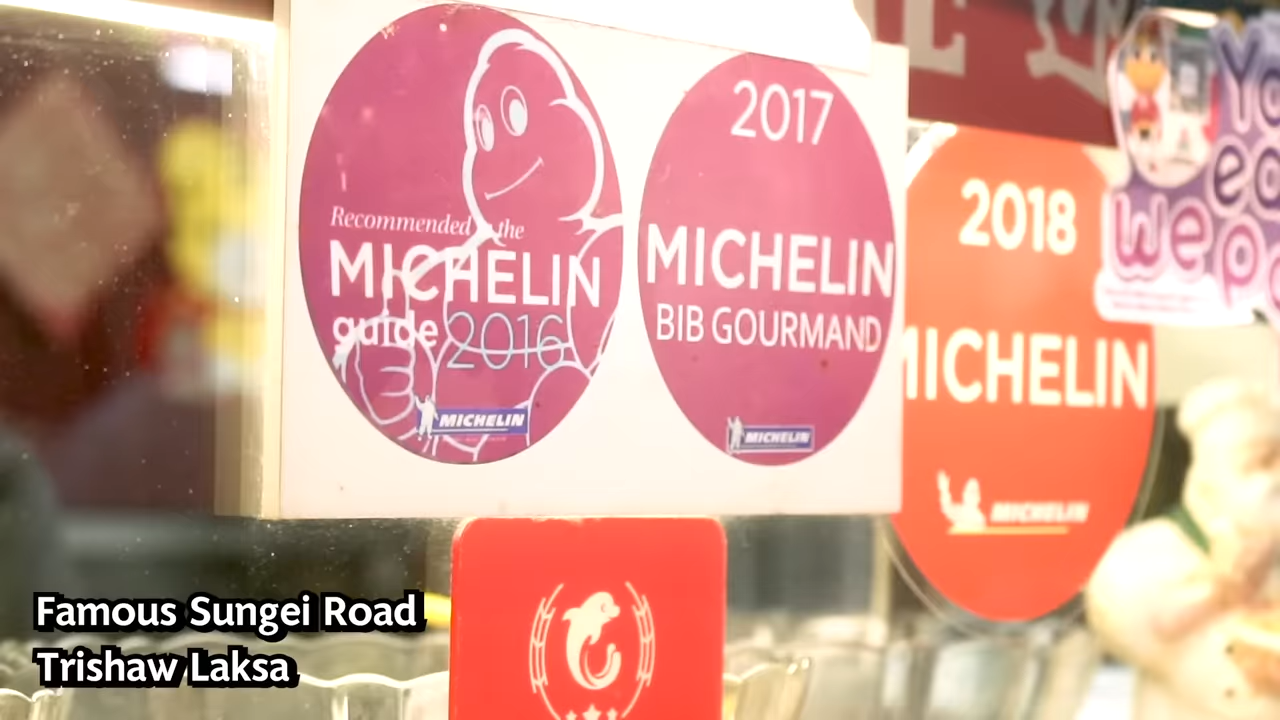 Recommended the
MICHELIN
guide 2016
MICHELIN
2017
MICHELIN
BIB GOURMAND
MICHELIN
2018
MICHELIN
MICHELIN
Famous Sungei Road
Trishaw Laksa